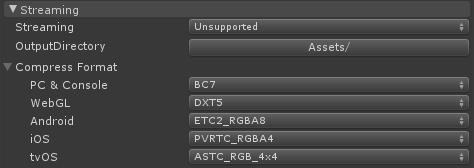 Streaming
Streaming Unsupported
OutputDirectory Assets/
Compress Format
PC & Console BC7
WebGL DXT5
Android ETC2_RGBA8
iOS PVRTC_RGBA4
tvOS ASTC_RGB_4x4